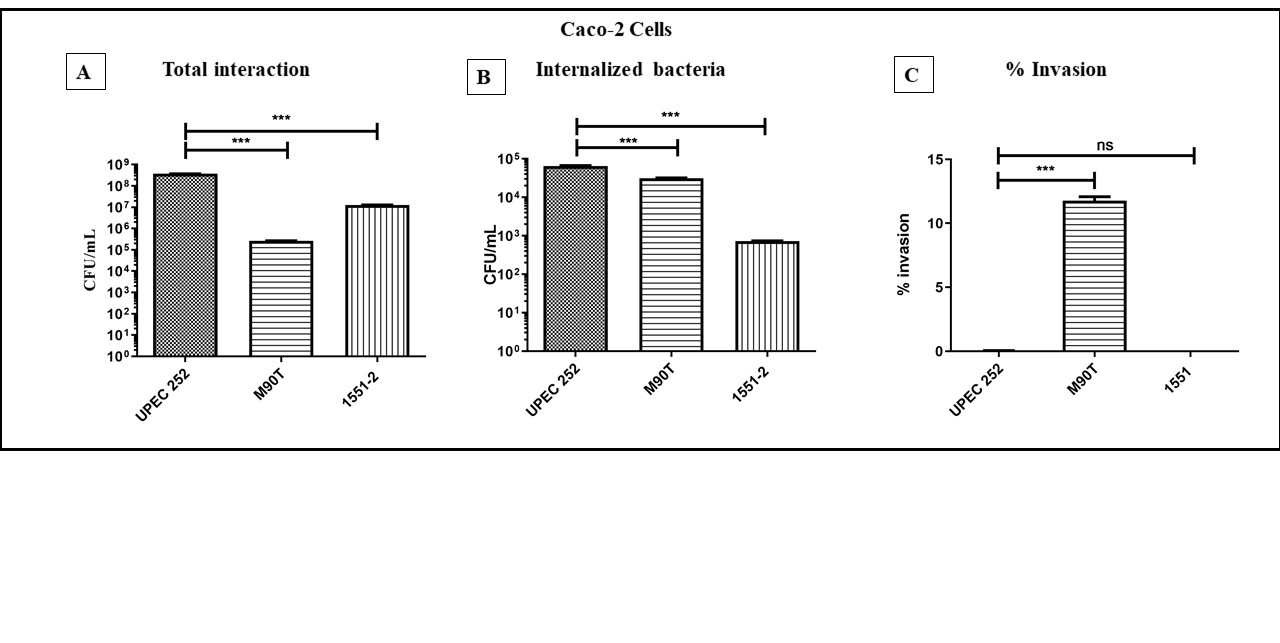 Caco-2 Cells
A
Total interaction
***
***
10⁹
10⁸
10⁷
10⁶
10⁵
10⁴
10³
10²
10¹
10⁰
CFU/mL
UPEC 252
M90T
1551-2
B
Internalized bacteria
***
***
10⁵
10⁴
10³
10²
10¹
10⁰
CFU/mL
UPEC 252
M90T
1551-2
C
% Invasion
ns
***
15
10
5
0
% invasion
UPEC 252
M90T
1551